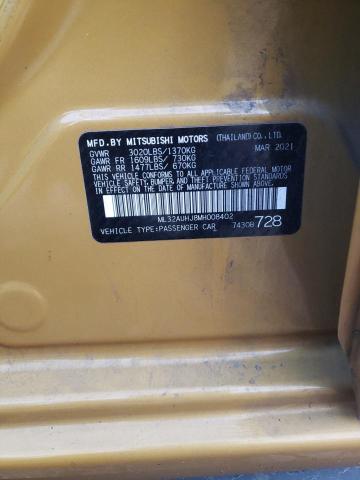 MFD.BY MITSUBISHI MOTORS (THAILAND) CO., LTD.
GVWR 3020LBS/1370KG MAR 2021
GAWR FR 1609LBS/ 730KG
GAWR RR 1477LBS/ 670KG
THIS VEHICLE CONFORMS TO ALL APPLICABLE
FEDERAL MOTOR VEHICLE SAFETY, BUMPER,
AND THEFT PREVENTION STANDARDS
IN EFFECT ON THE DATE OF MANUFACTURE
SHOWN ABOVE.
ML32AUHJ8MH008402
VEHICLE TYPE:PASSENGER CAR 7430B 728